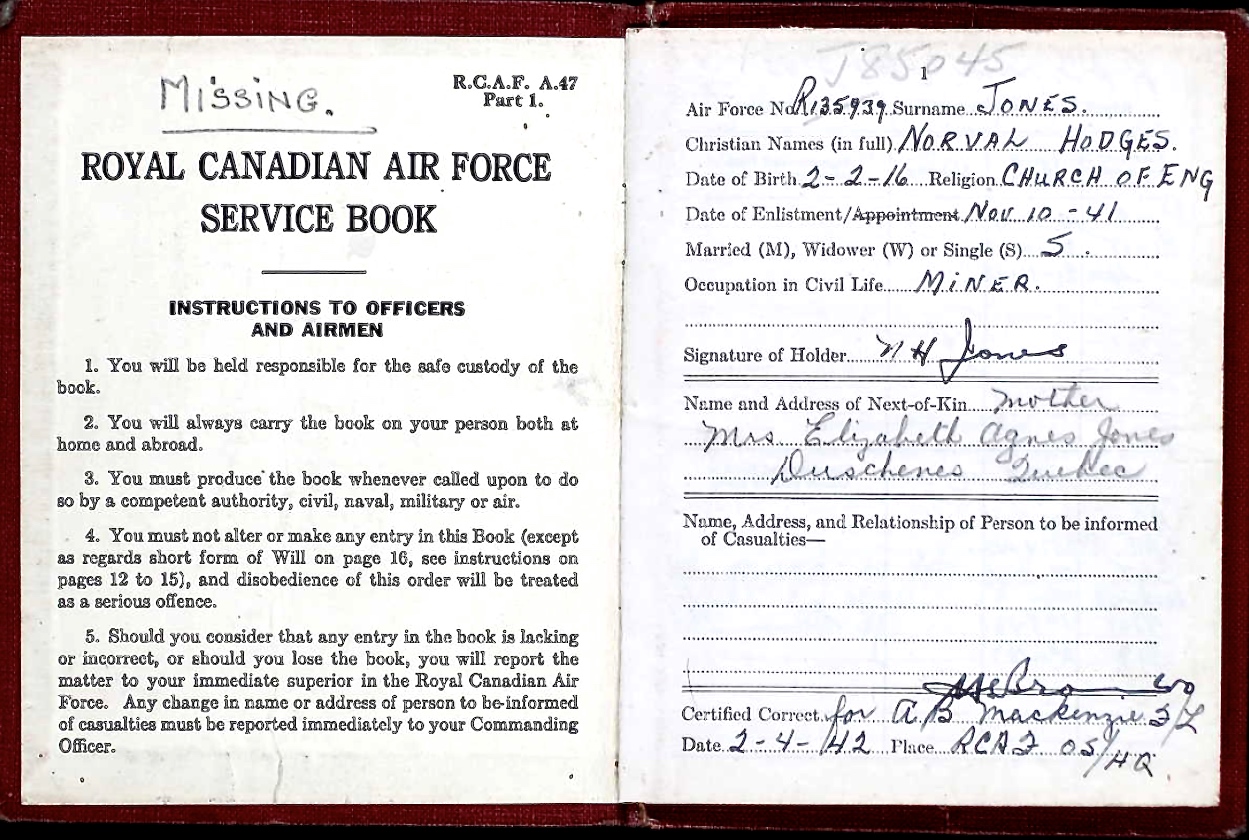 MISSING.
R.C.A.F. A.47
Part 1.
ROYAL CANADIAN AIR FORCE
SERVICE BOOK
INSTRUCTIONS TO OFFICERS
AND AIRMEN
1. You will be held responsible for the safe custody of the
book.
2. You will always carry the book on your person both at
home and abroad.
3. You must produce the book whenever called upon to do
so by a competent authority, civil, naval, military or air.
4. You must not alter or make any entry in this Book (except
as regards short form of Will on page 16, see instructions on
pages 12 to 15), and disobedience of this order will be treated
as a serious offence.
5. Should you consider that any entry in the book is lacking
or incorrect, or should you lose the book, you will report the
matter to your immediate superior in the Royal Canadian Air
Force. Any change in name or address of person to be informed
of casualties must be reported immediately to your Commanding
Officer.
J85045
1
Air Force No. R135939 Surname JONES.
Christian Names (in full) NORVAL HODGES.
Date of Birth 2-2-16 Religion CHURCH OF ENG
Date of Enlistment/Appointment Nov 10-41
Married (M), Widower (W) or Single (S) S.
Occupation in Civil Life MINER.
Signature of Holder N H Jones
Name and Address of Next-of-Kin Mother
Mrs Elizabeth Agnes Jones
Duschenes Quebec
Name, Address, and Relationship of Person to be informed
of Casualties—
Certified Correct for A B Mackenzie F/L
Date 2-4-42 Place RCAF OS/HQ